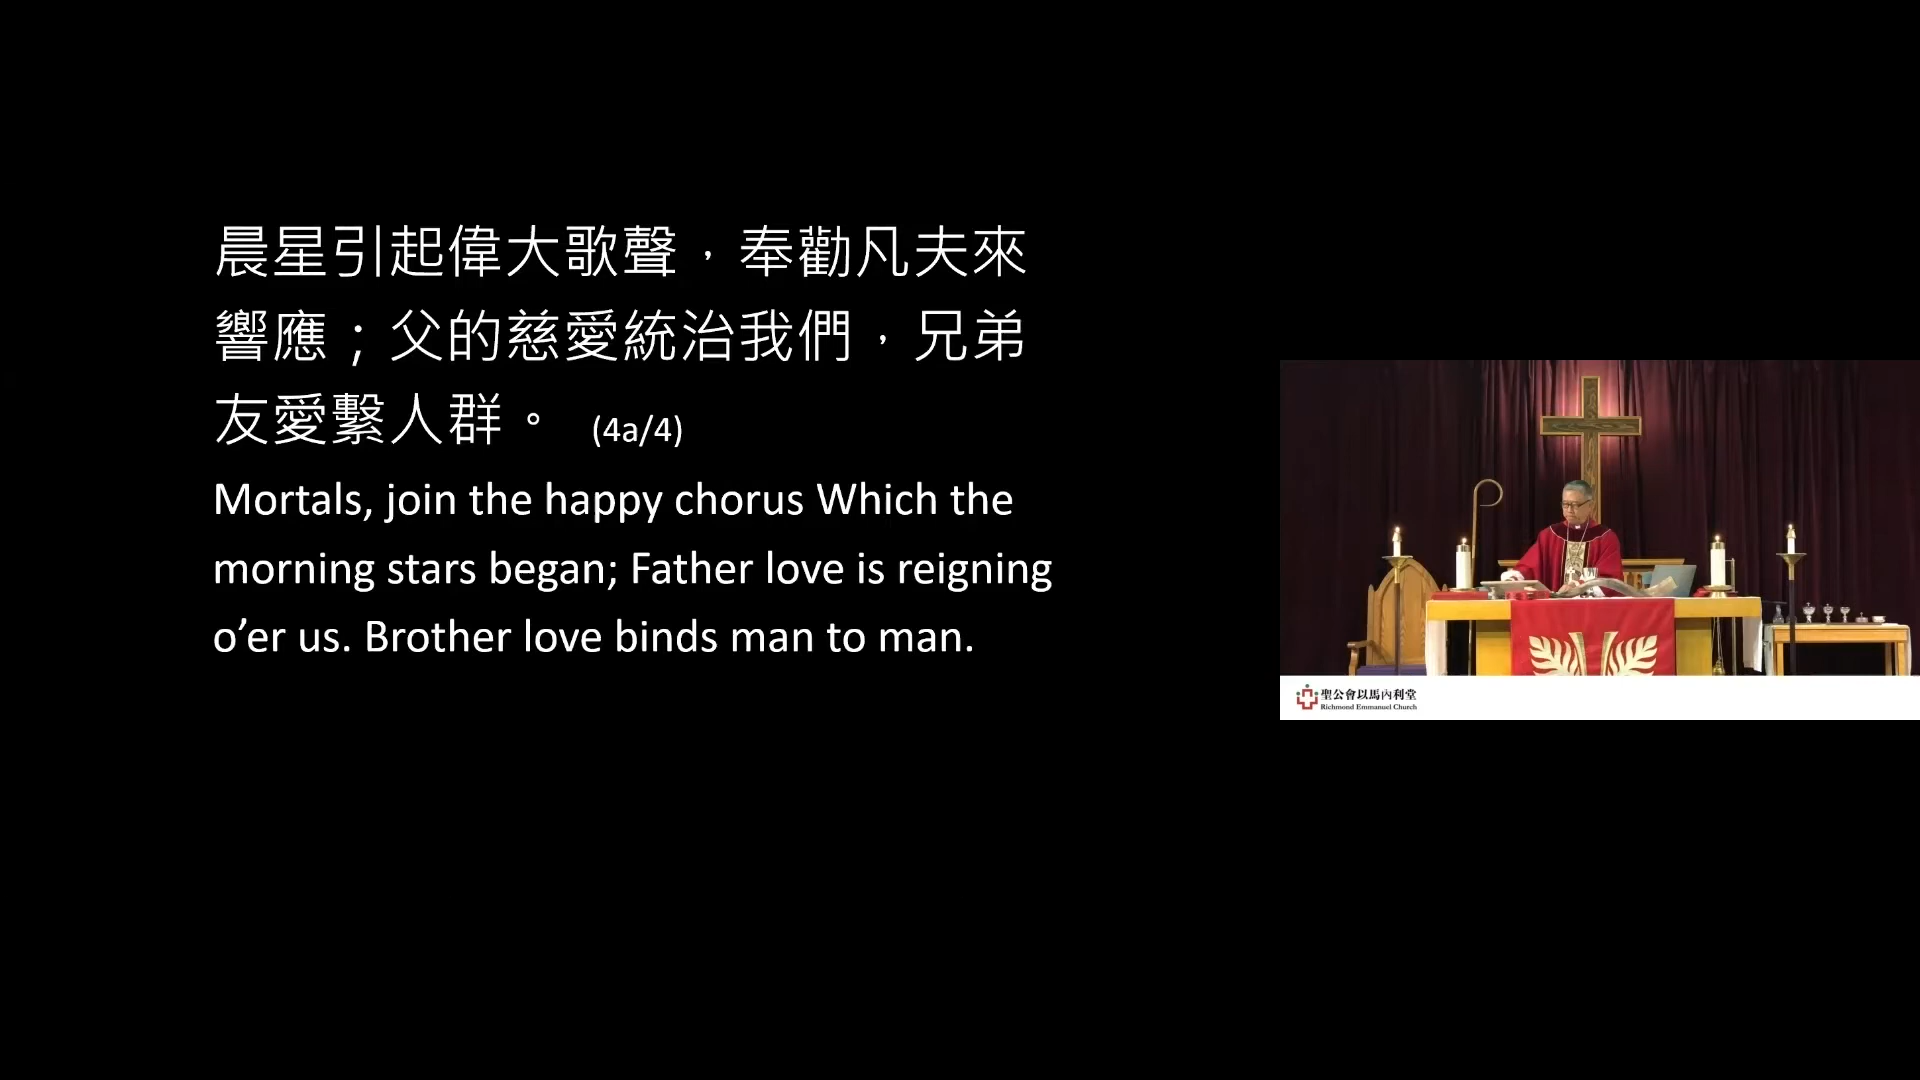 晨星引起偉大歌聲，奉勸凡夫來
響應；父的慈愛統治我們，兄弟
友愛繫人群。 (4a/4)
Mortals, join the happy chorus Which the
morning stars began; Father love is reigning
o’er us. Brother love binds man to man.
聖公會以馬內利堂
Richmond Emmanuel Church